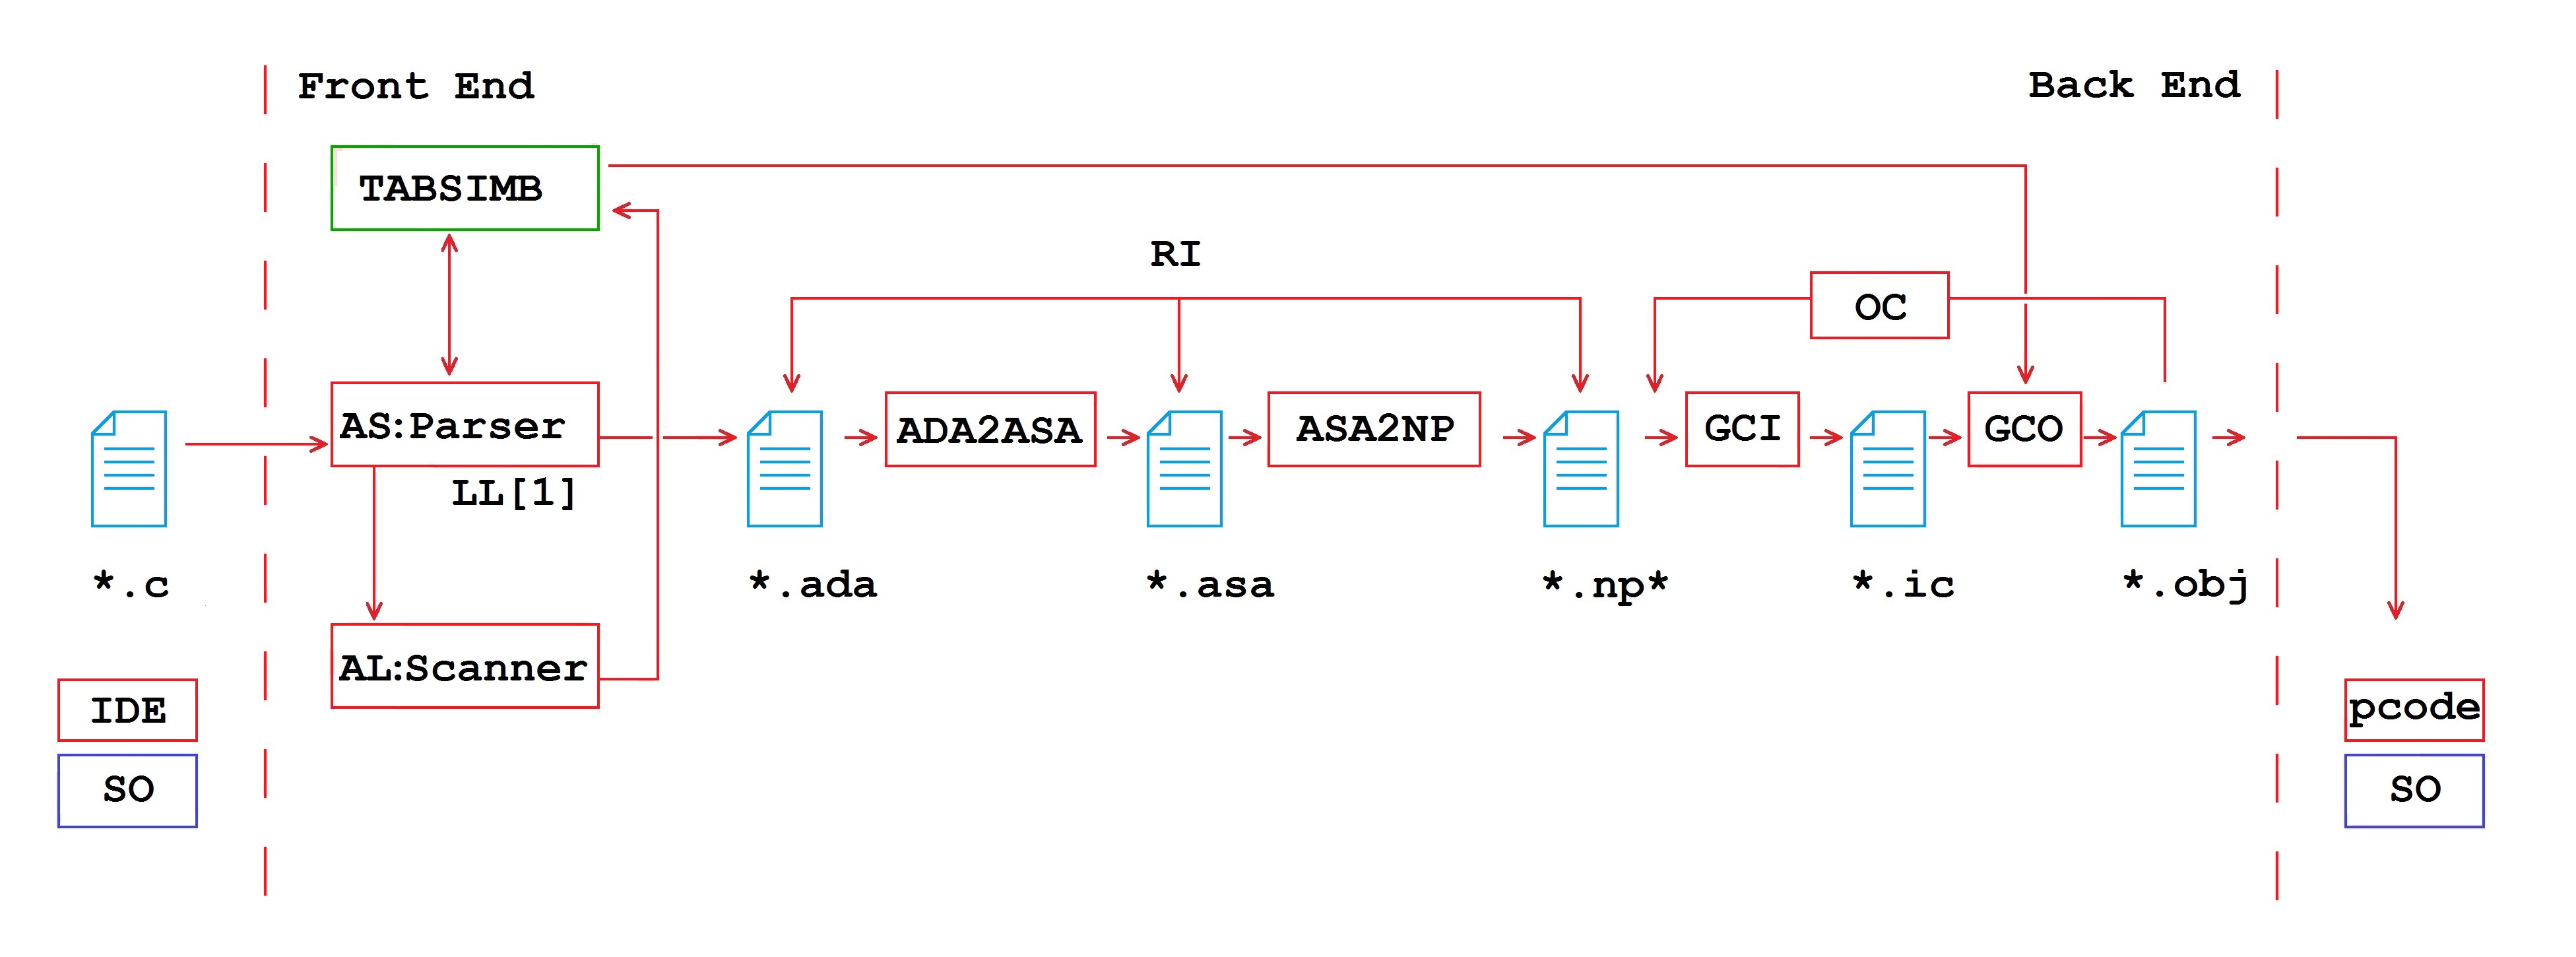 Front End
Back End
TABSIMB
RI
OC
AS:Parser
ADA2ASA
ASA2NP
GCI
GCO
LL[1]
*.c
*.ada
*.asa
*.np*
*.ic
*.obj
AL:Scanner
IDE
pcode
SO
SO